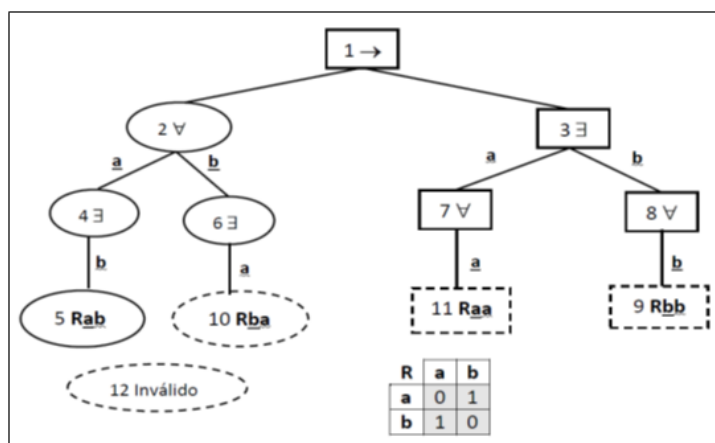 1 →
2 ∀ 3 ∃
a b a b
4 ∃ 6 ∃ 7 ∀ 8 ∀
b a a b
5 Rab 10 Rba 11 Raa 9 Rbb
12 Inválido
R a b
a 0 1
b 1 0